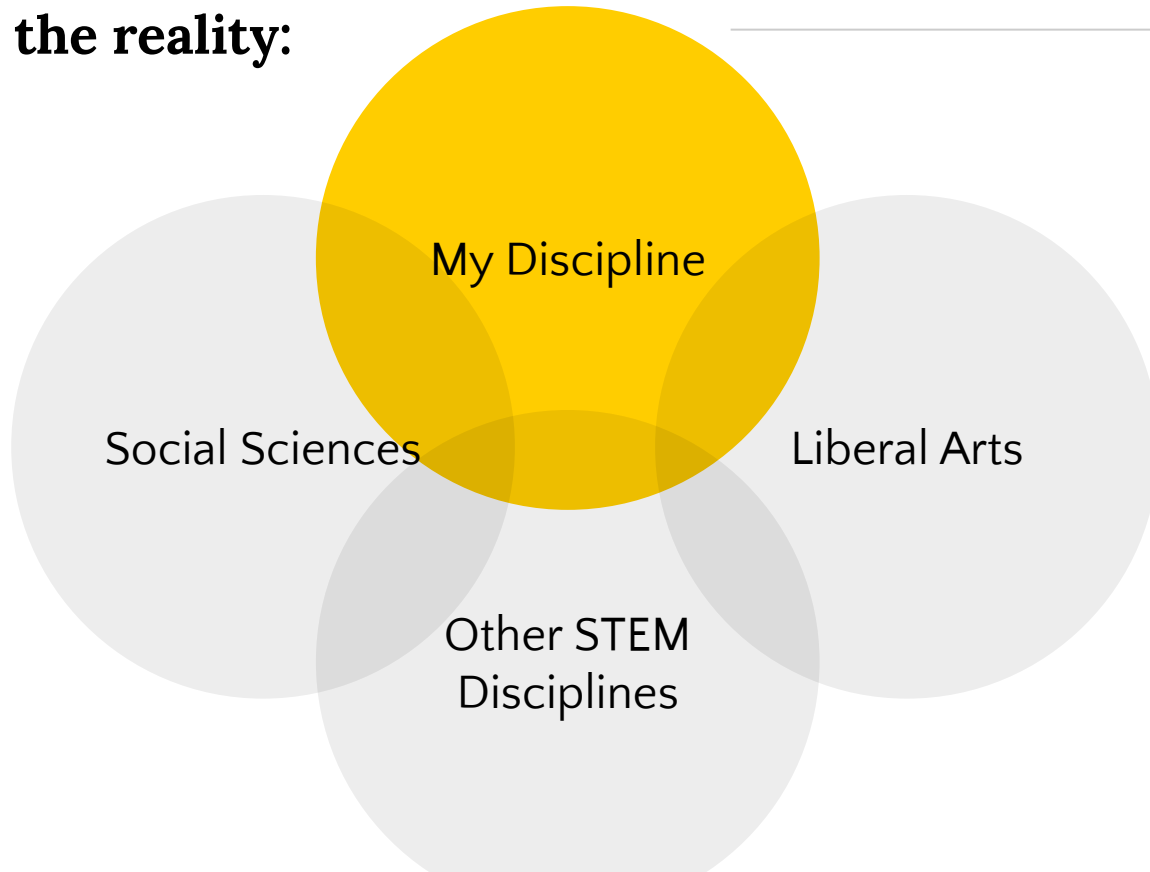 the reality:
My Discipline
Social Sciences
Liberal Arts
Other STEM
Disciplines